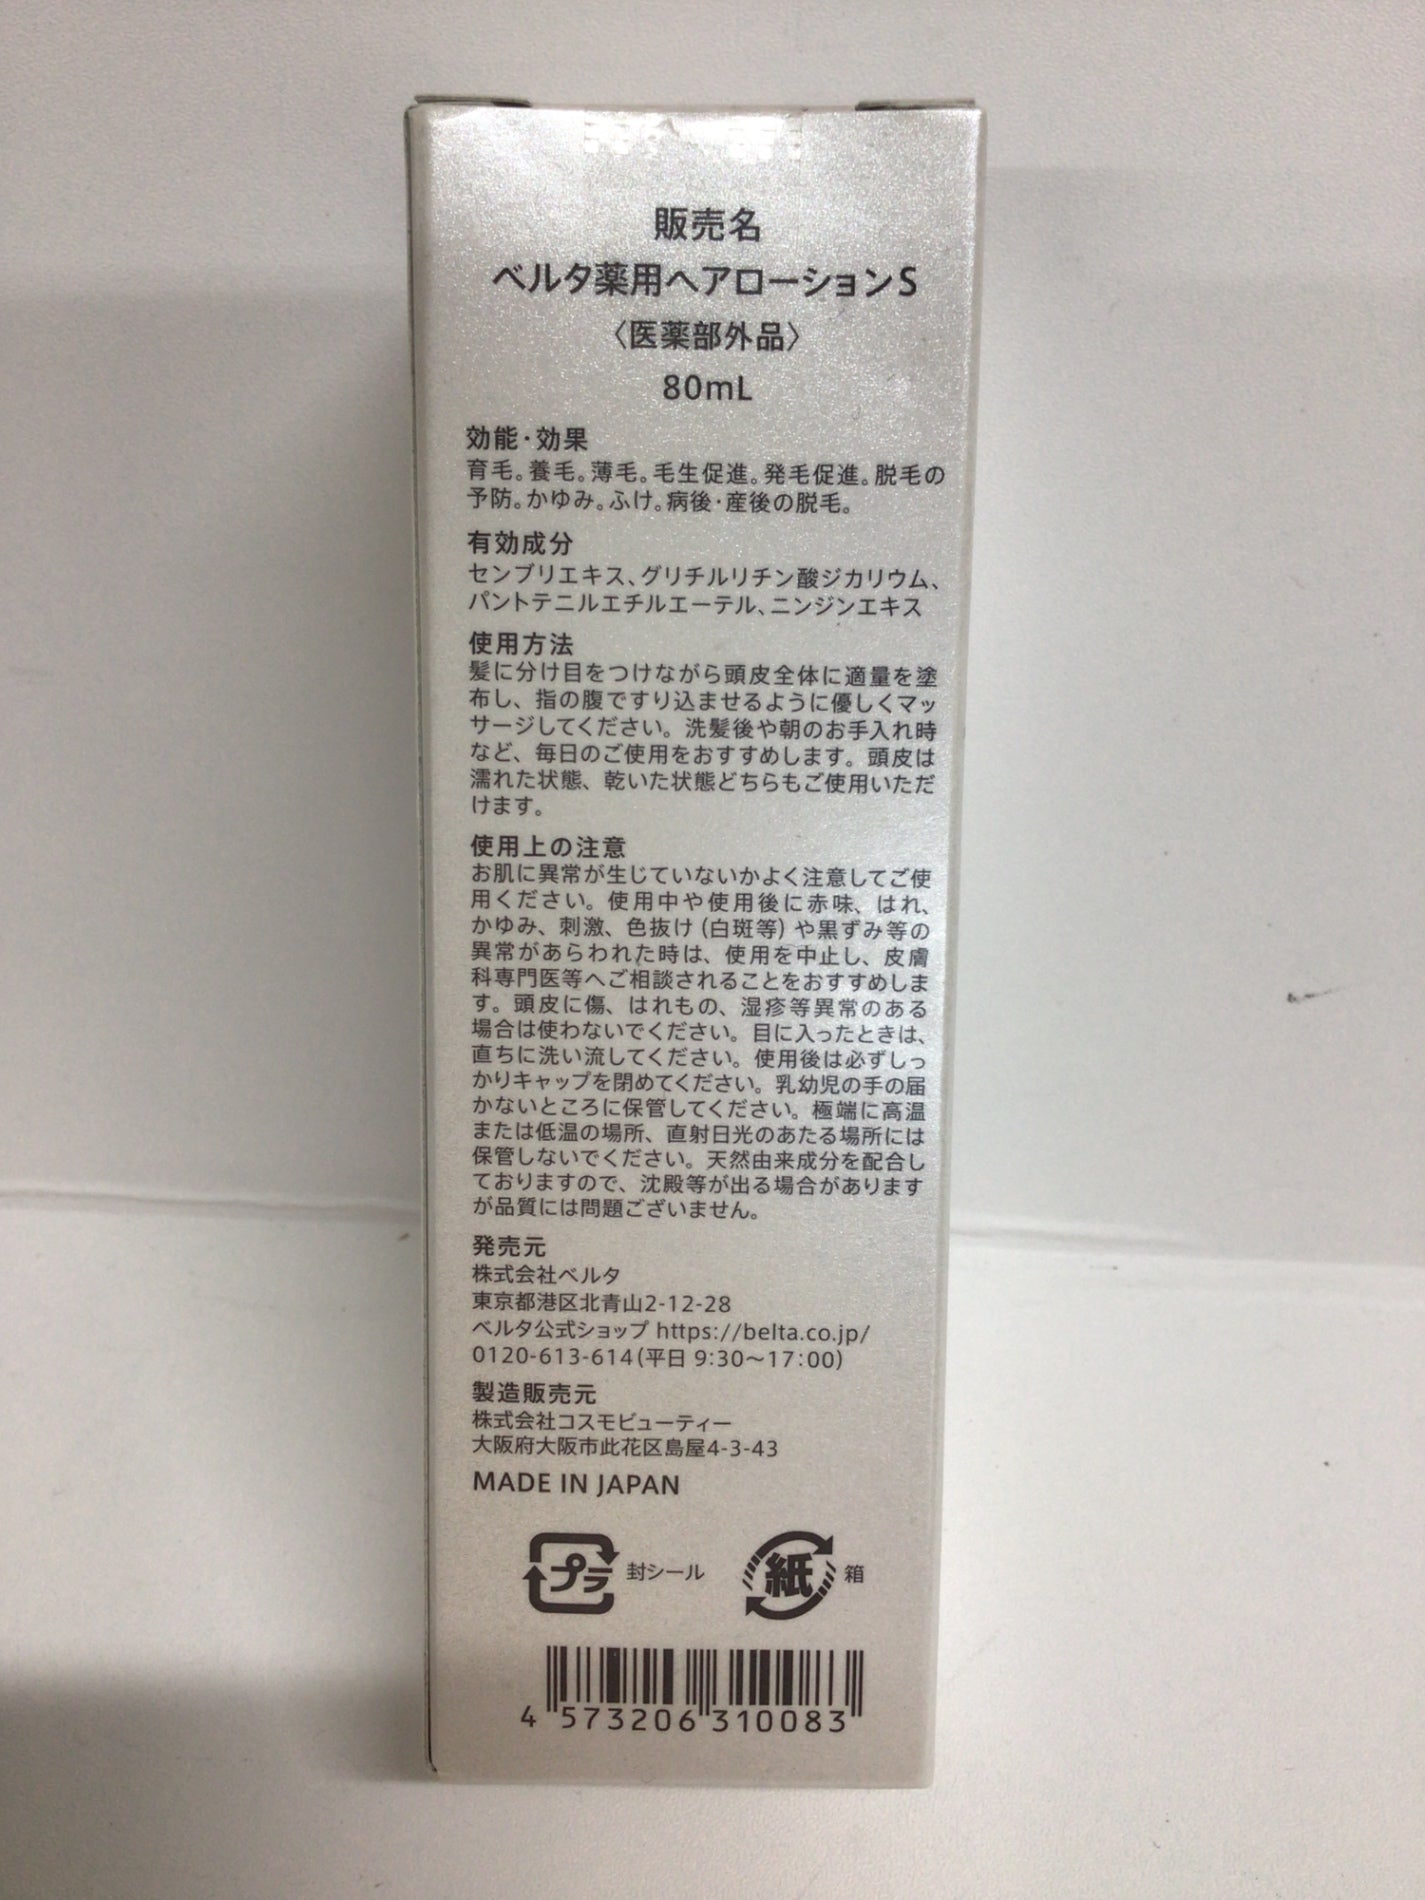 販売名
ベルタ薬用ヘアローションS
〈医薬部外品〉
80mL
効能・効果
育毛。養毛。薄毛。毛生促進。発毛促進。脱毛の
予防。かゆみ。ふけ。病後・産後の脱毛。
有効成分
センブリエキス、グリチルリチン酸ジカリウム、
パントテニルエチルエーテル、ニンジンエキス
使用方法
髪に分け目をつけながら頭皮全体に適量を塗
布し、指の腹ですり込ませるように優しくマッ
サージしてください。洗髪後や朝のお手入れ時
など、毎日のご使用をおすすめします。頭皮は
濡れた状態、乾いた状態どちらもご使用いただ
けます。
使用上の注意
お肌に異常が生じていないかよく注意してご使
用ください。使用中や使用後に赤味、はれ、
かゆみ、刺激、色抜け(白斑等)や黒ずみ等の
異常があらわれた時は、使用を中止し、皮膚
科専門医等へご相談されることをおすすめしま
す。頭皮に傷、はれもの、湿疹等異常のある
場合は使わないでください。目に入ったときは、
直ちに洗い流してください。使用後は必ずしっ
かりキャップを閉めてください。乳幼児の手の届
かないところに保管してください。極端に高温
または低温の場所、直射日光のあたる場所には
保管しないでください。天然由来成分を配合し
ておりますので、沈殿等が出る場合があります
が品質には問題ございません。
発売元
株式会社ベルタ
東京都港区北青山2-12-28
ベルタ公式ショップ https://belta.co.jp/
0120-613-614(平日 9:30〜17:00)
製造販売元
株式会社コスモビューティー
大阪府大阪市此花区島屋4-3-43
MADE IN JAPAN
プラ 封シール 紙 箱
4 573206 310083